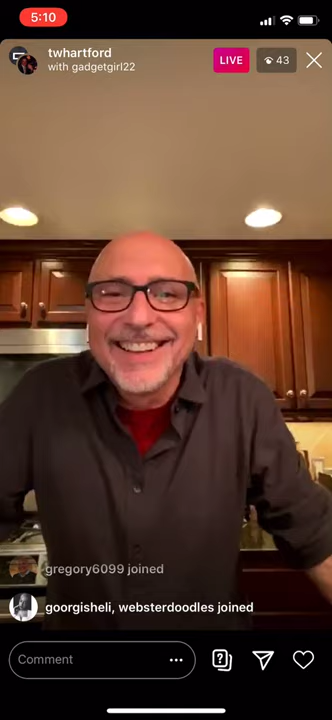 5:10
twhartford
with gadgetgirl22
LIVE
43
gregory6099 joined
goorgisheli, websterdoodles joined
Comment